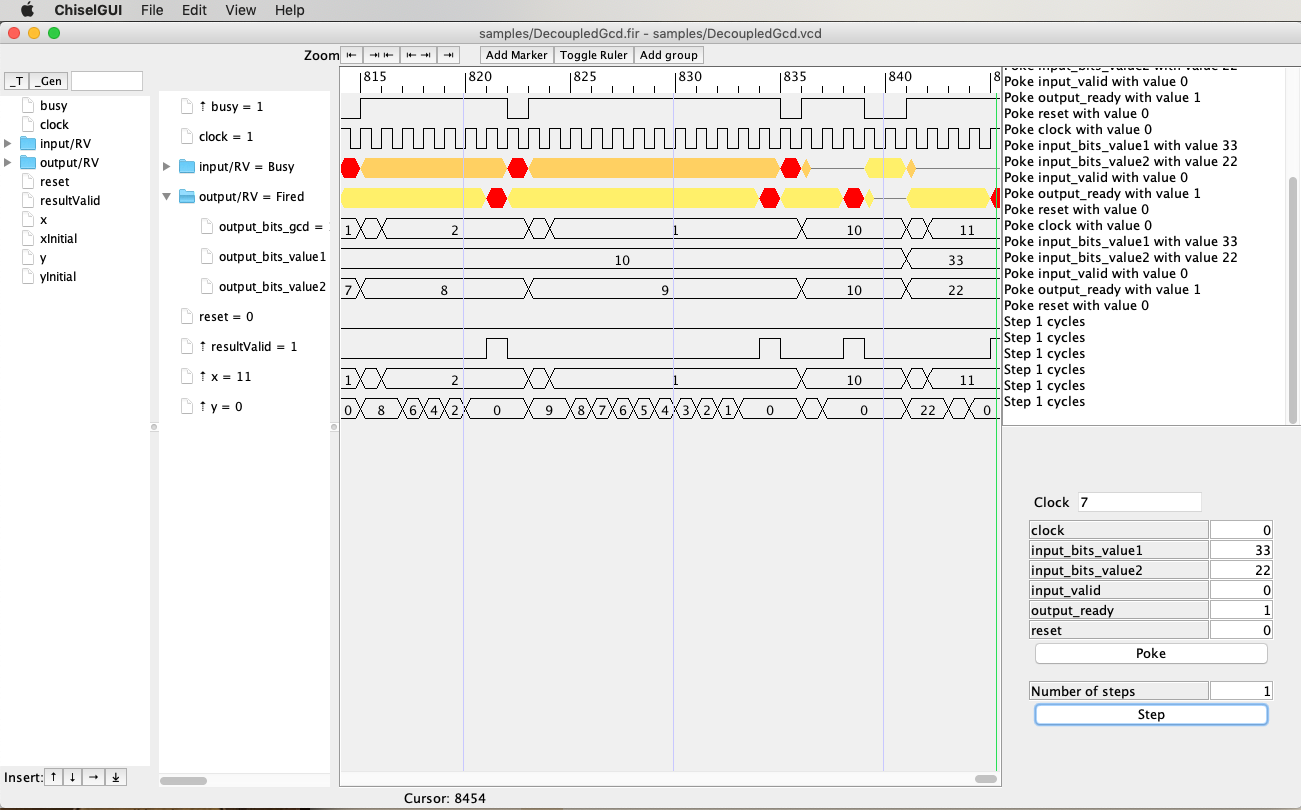 ChiselGUI File Edit View Help
samples/DecoupledGcd.fir - samples/DecoupledGcd.vcd
Zoom Add Marker Toggle Ruler Add group
_T _Gen
busy
clock
input/RV
output/RV
reset
resultValid
x
xInitial
y
yInitial
↑ busy = 1
clock = 1
input/RV = Busy
output/RV = Fired
output_bits_gcd =
output_bits_value1
output_bits_value2
reset = 0
↑ resultValid = 1
↑ x = 11
↑ y = 0
815 820 825 830 835 840 8
1 2 1 10 11
10 33
7 8 9 10 22
1 2 1 10 11
0 8 6 4 2 0 9 8 7 6 5 4 3 2 1 0 0 22 0
Poke input_bits_value2 with value 22
Poke input_valid with value 0
Poke output_ready with value 1
Poke reset with value 0
Poke clock with value 0
Poke input_bits_value1 with value 33
Poke input_bits_value2 with value 22
Poke input_valid with value 0
Poke output_ready with value 1
Poke reset with value 0
Poke clock with value 0
Poke input_bits_value1 with value 33
Poke input_bits_value2 with value 22
Poke input_valid with value 0
Poke output_ready with value 1
Poke reset with value 0
Step 1 cycles
Step 1 cycles
Step 1 cycles
Step 1 cycles
Step 1 cycles
Step 1 cycles
Clock 7
clock 0
input_bits_value1 33
input_bits_value2 22
input_valid 0
output_ready 1
reset 0
Poke
Number of steps 1
Step
Insert: ↑ ↓ → ↓
Cursor: 8454